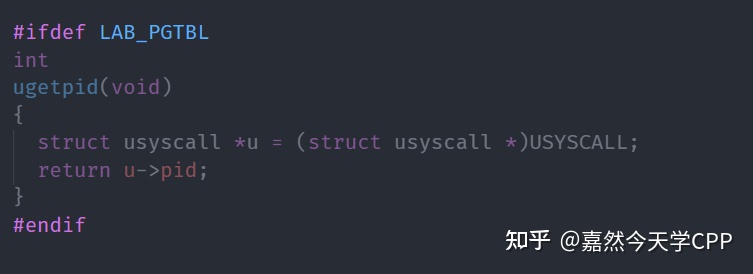 #ifdef LAB_PGTBL
int
ugetpid(void)
{
  struct usyscall *u = (struct usyscall *)USYSCALL;
  return u->pid;
}
#endif
知乎 @嘉然今天学CPP